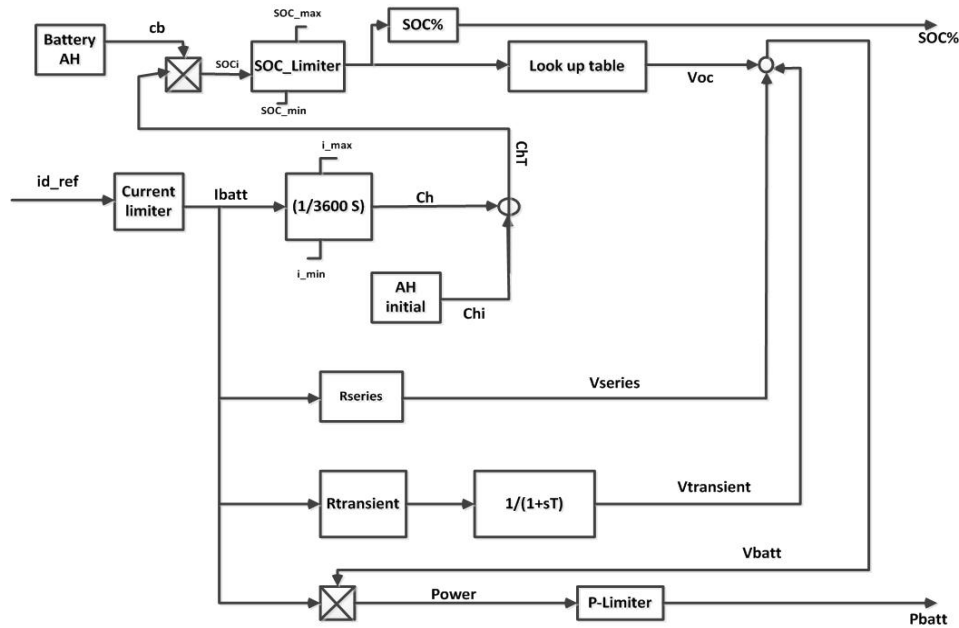 SOC_max
SOC%
SOC%
Battery
AH
cb
SOCi
SOC_Limiter
Look up table
Voc
SOC_min
ChT
i_max
id_ref
Current
limiter
Ibatt
(1/3600 S)
Ch
i_min
AH
initial
Chi
Rseries
Vseries
Rtransient
1/(1+sT)
Vtransient
Vbatt
Power
P-Limiter
Pbatt